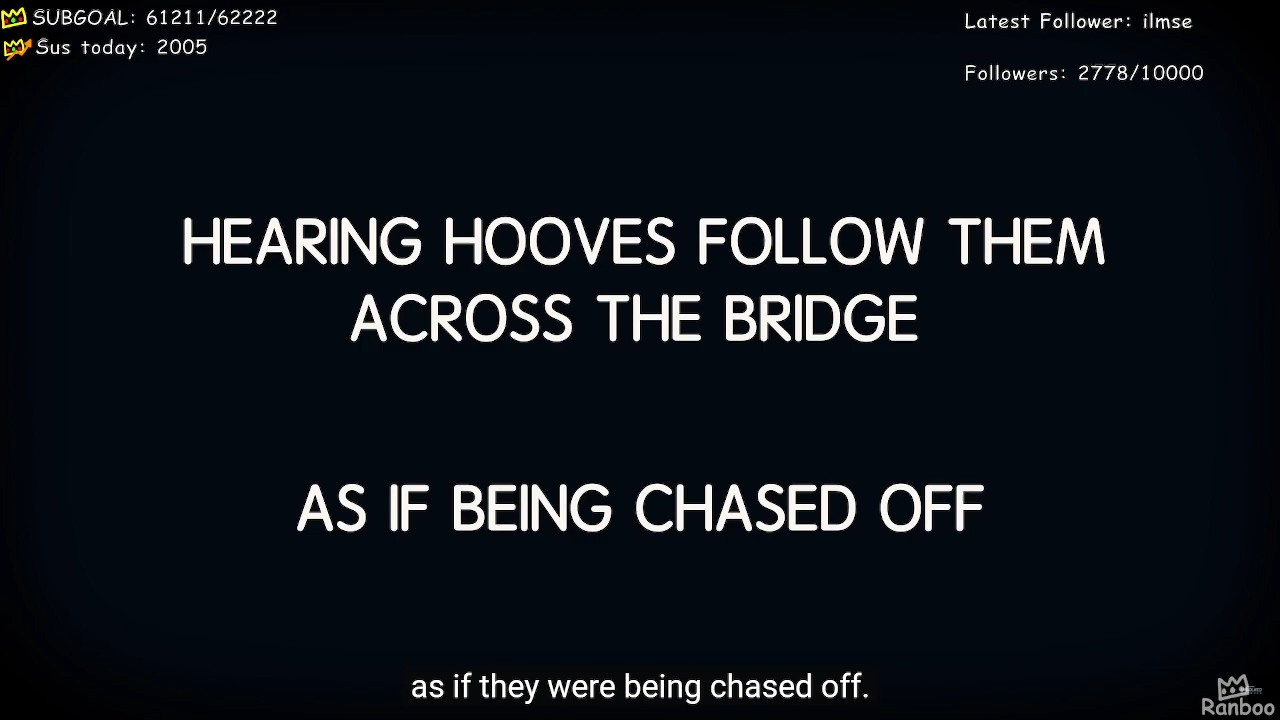 SUBGOAL: 61211/62222
Sus today: 2005
Latest Follower: ilmse
Followers: 2778/10000
HEARING HOOVES FOLLOW THEM
ACROSS THE BRIDGE
AS IF BEING CHASED OFF
as if they were being chased off.
Ranboo